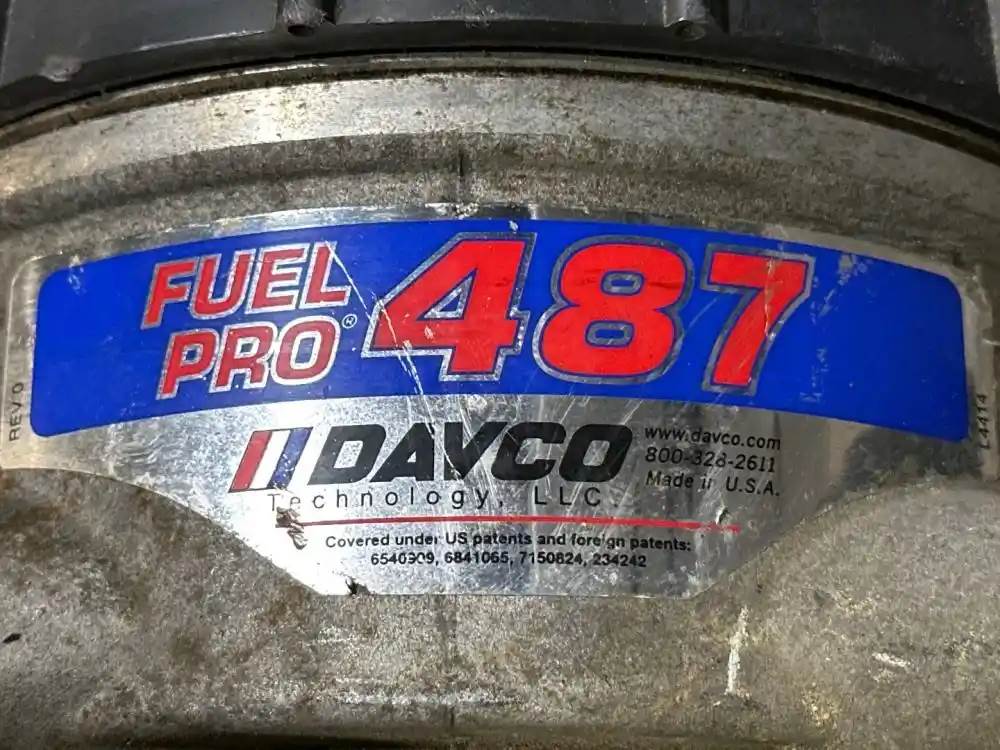 FUEL
PRO® 487
DAVCO
Technology, LLC.
www.davco.com
800-328-2611
Made in U.S.A.
Covered under US patents and foreign patents:
6540909, 6841065, 7150824, 234242
REV 0
L4414